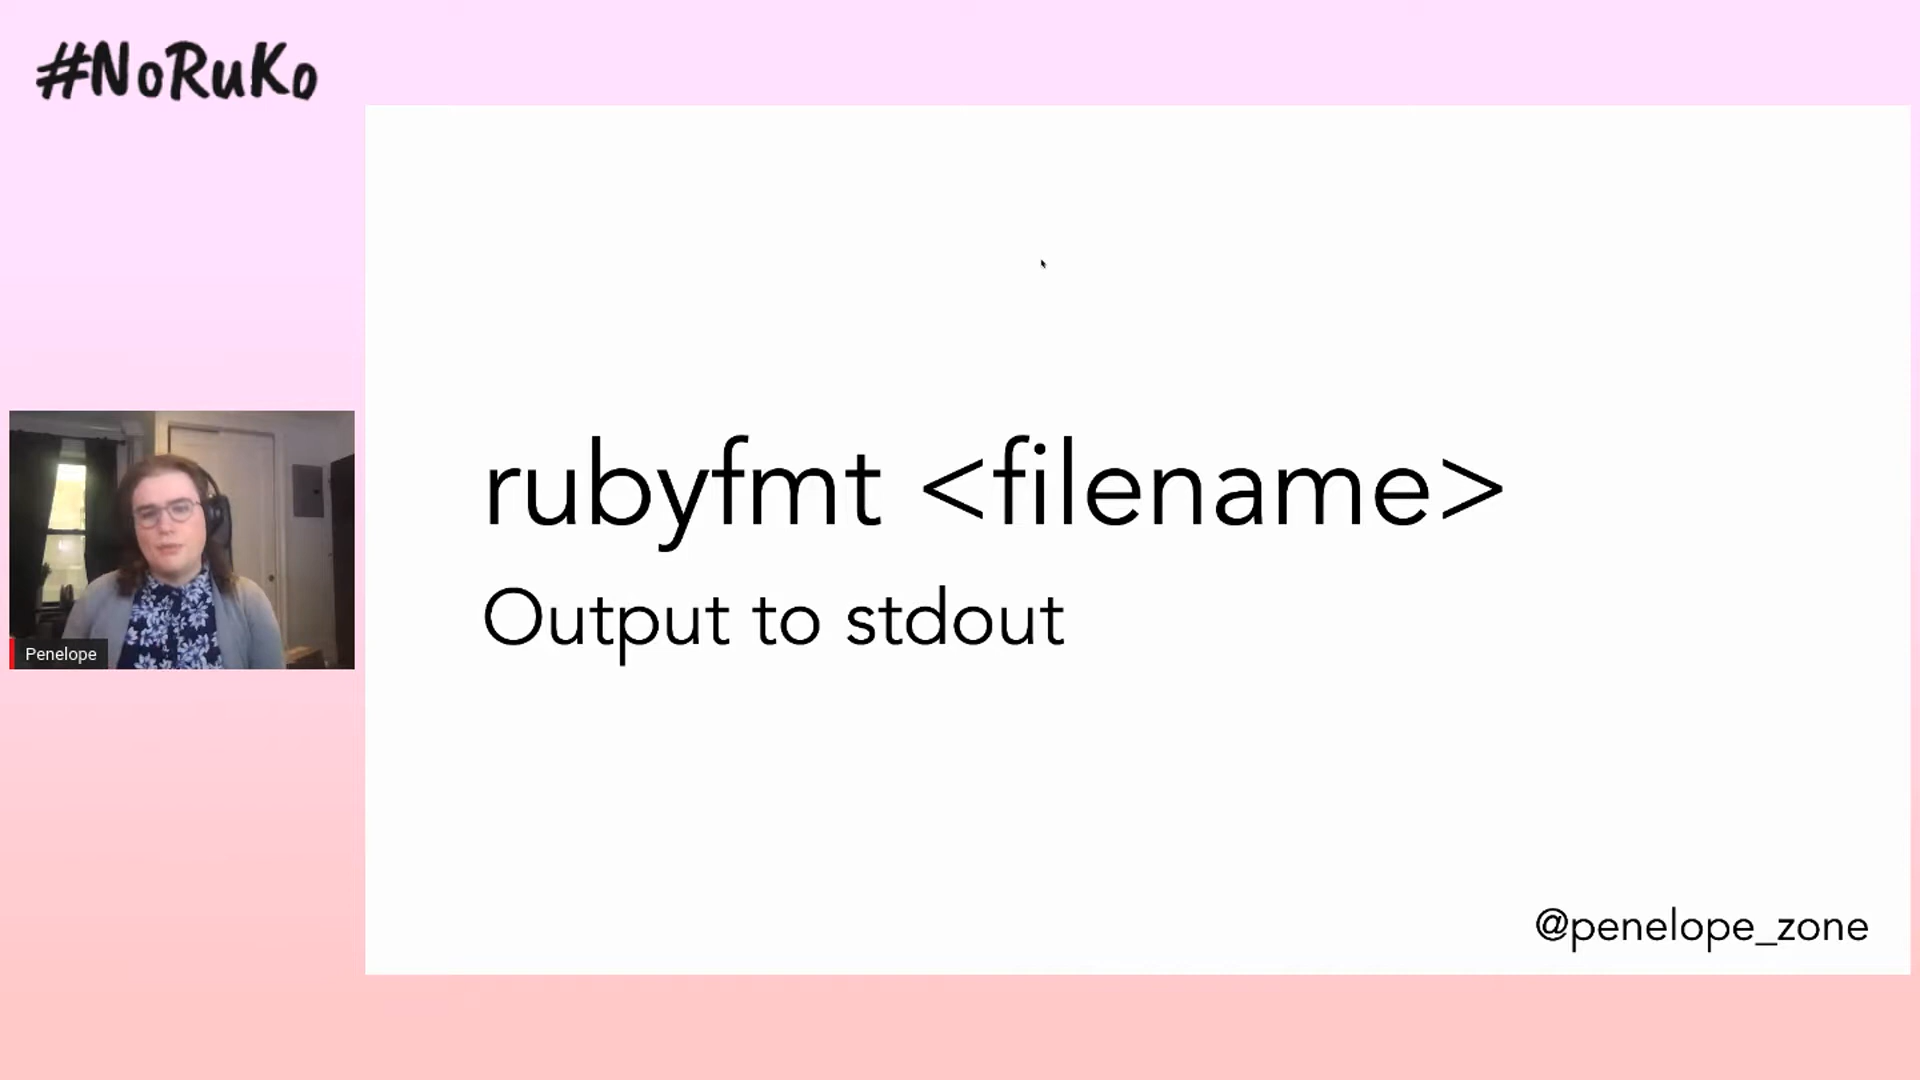 #NoRuKo
rubyfmt <filename>
Output to stdout
Penelope
@penelope_zone